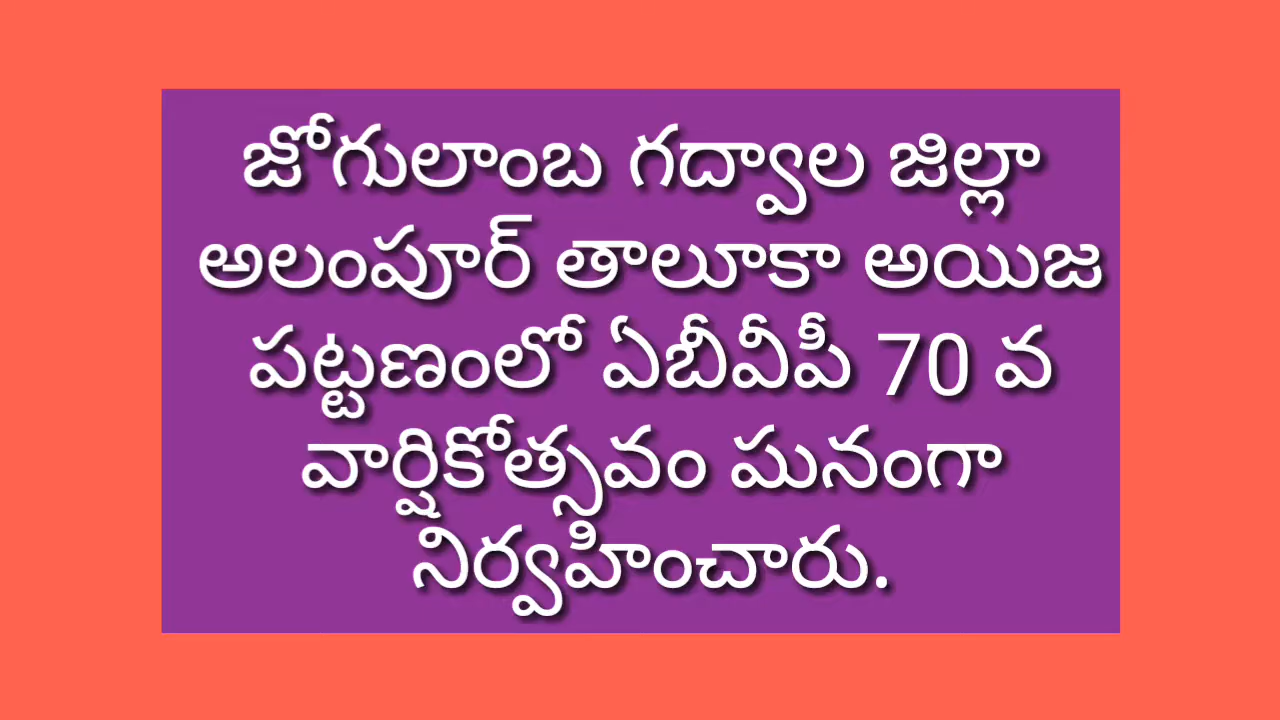 జోగులాంబ గద్వాల జిల్లా
అలంపూర్ తాలూకా అయిజ
పట్టణంలో ఏబీవీపీ 70 వ
వార్షికోత్సవం ఘనంగా
నిర్వహించారు.